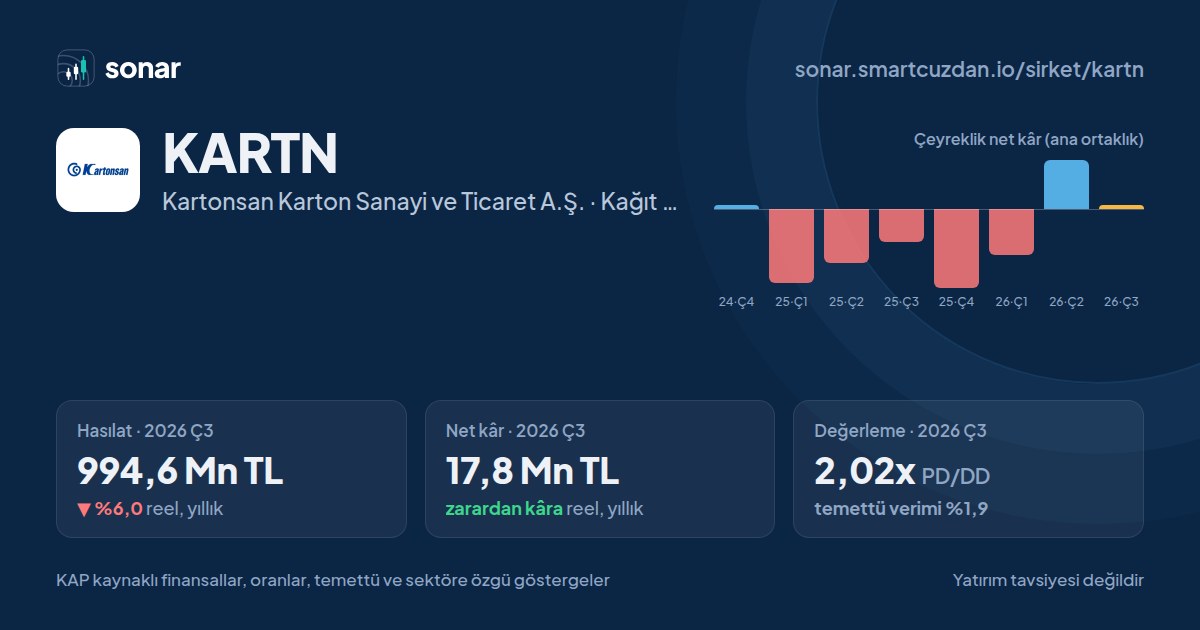 sonar
sonar.smartcuzdan.io/sirket/kartn
Kartonsan
KARTN
Kartonsan Karton Sanayi ve Ticaret A.Ş. · Kağıt ...
Çeyreklik net kâr (ana ortaklık)
24·Ç4 25·Ç1 25·Ç2 25·Ç3 25·Ç4 26·Ç1 26·Ç2 26·Ç3
Hasılat · 2026 Ç3
994,6 Mn TL
▼ %6,0 reel, yıllık
Net kâr · 2026 Ç3
17,8 Mn TL
zarardan kâra reel, yıllık
Değerleme · 2026 Ç3
2,02x PD/DD
temettü verimi %1,9
KAP kaynaklı finansallar, oranlar, temettü ve sektöre özgü göstergeler
Yatırım tavsiyesi değildir